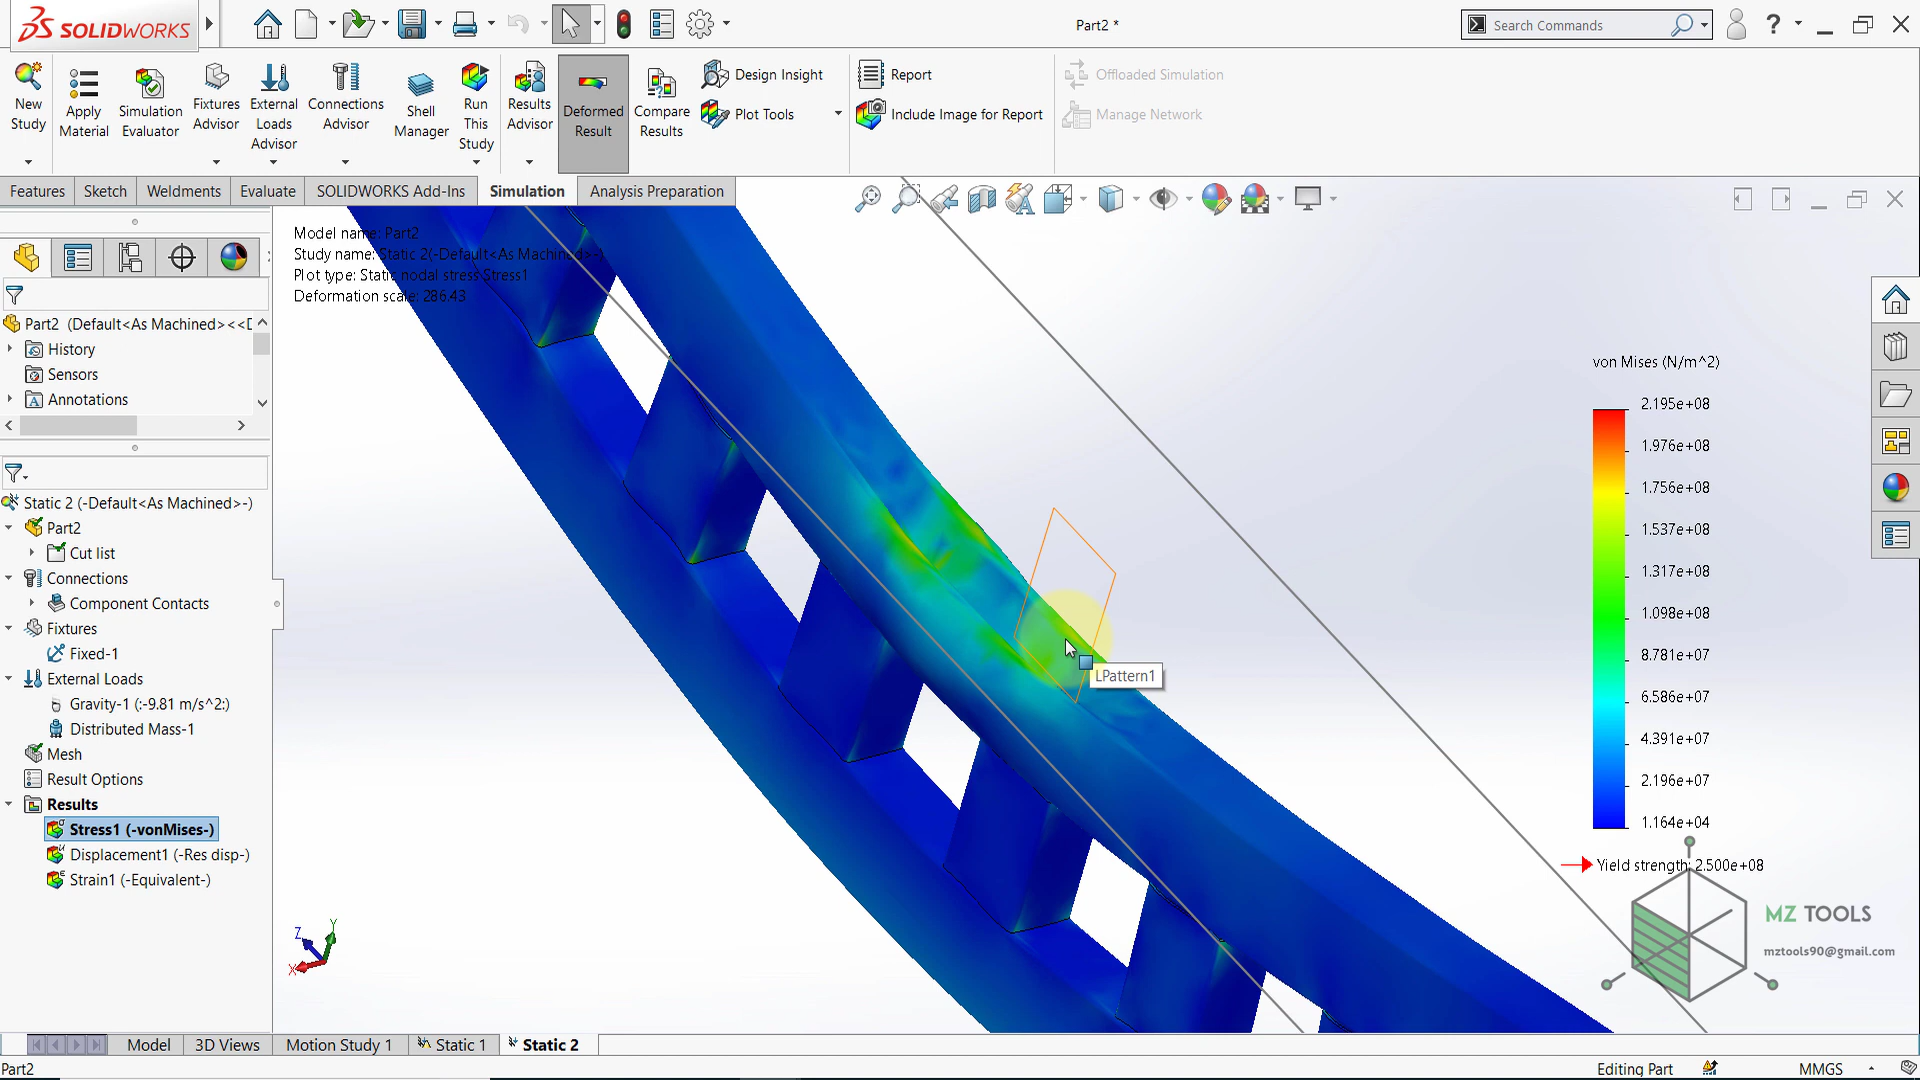 SOLIDWORKS
Part2 *
Search Commands
?
New Study
Apply Material
Simulation Evaluator
Fixtures Advisor
External Loads Advisor
Connections Advisor
Shell Manager
Run This Study
Results Advisor
Deformed Result
Compare Results
Design Insight
Plot Tools
Report
Include Image for Report
Offloaded Simulation
Manage Network
Features
Sketch
Weldments
Evaluate
SOLIDWORKS Add-Ins
Simulation
Analysis Preparation
Part2 (Default<As Machined><<D
History
Sensors
Annotations
Static 2 (-Default<As Machined>-)
Part2
Cut list
Connections
Component Contacts
Fixtures
Fixed-1
External Loads
Gravity-1 (:-9.81 m/s^2:)
Distributed Mass-1
Mesh
Result Options
Results
Stress1 (-vonMises-)
Displacement1 (-Res disp-)
Strain1 (-Equivalent-)
Model name: Part2
Study name: Static 2(-Default<As Machined>-)
Plot type: Static nodal stress Stress1
Deformation scale: 286.43
LPattern1
von Mises (N/m^2)
2.195e+08
1.976e+08
1.756e+08
1.537e+08
1.317e+08
1.098e+08
8.781e+07
6.586e+07
4.391e+07
2.196e+07
1.164e+04
Yield strength: 2.500e+08
MZ TOOLS
mztools90@gmail.com
Y
Z
X
Model
3D Views
Motion Study 1
Static 1
Static 2
Part2
Editing Part
MMGS